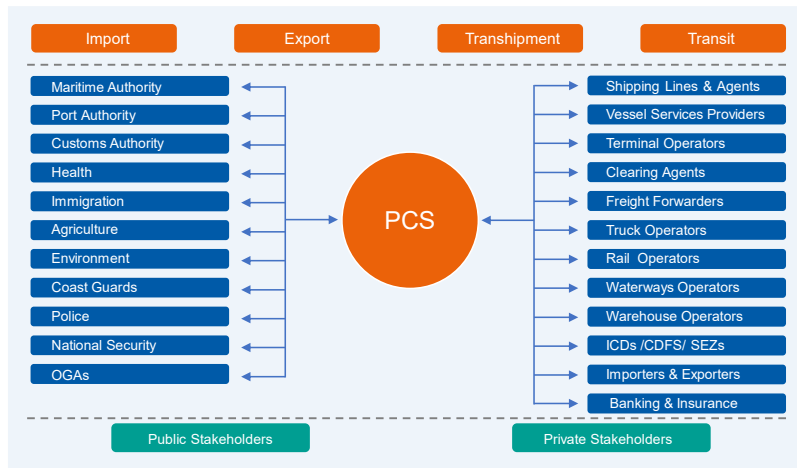 Import
Export
Transhipment
Transit
Maritime Authority
Port Authority
Customs Authority
Health
Immigration
Agriculture
Environment
Coast Guards
Police
National Security
OGAs
PCS
Shipping Lines & Agents
Vessel Services Providers
Terminal Operators
Clearing Agents
Freight Forwarders
Truck Operators
Rail Operators
Waterways Operators
Warehouse Operators
ICDs /CDFS/ SEZs
Importers & Exporters
Banking & Insurance
Public Stakeholders
Private Stakeholders